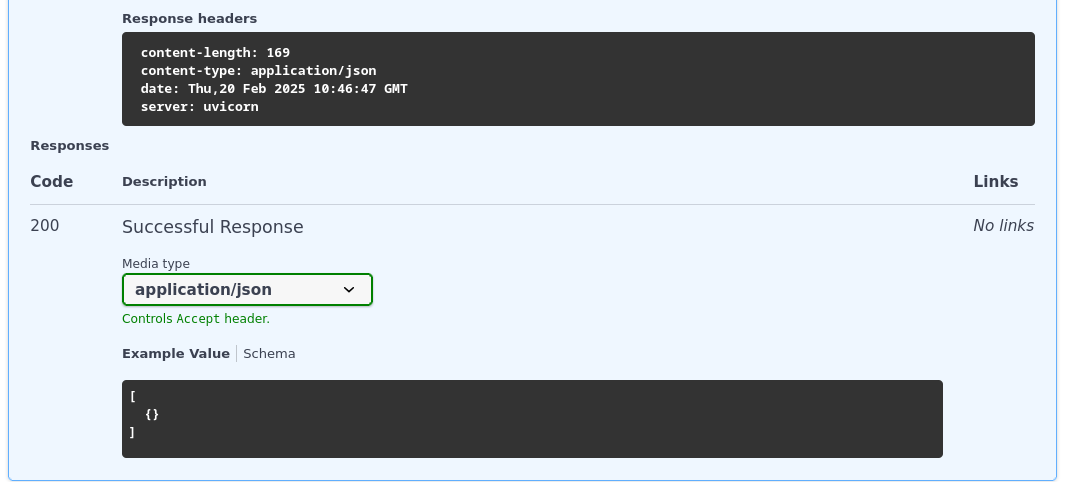 Response headers
content-length: 169
content-type: application/json
date: Thu,20 Feb 2025 10:46:47 GMT
server: uvicorn
Responses
Code Description Links
200 Successful Response No links
Media type
application/json
Controls Accept header.
Example Value Schema
[
  {}
]